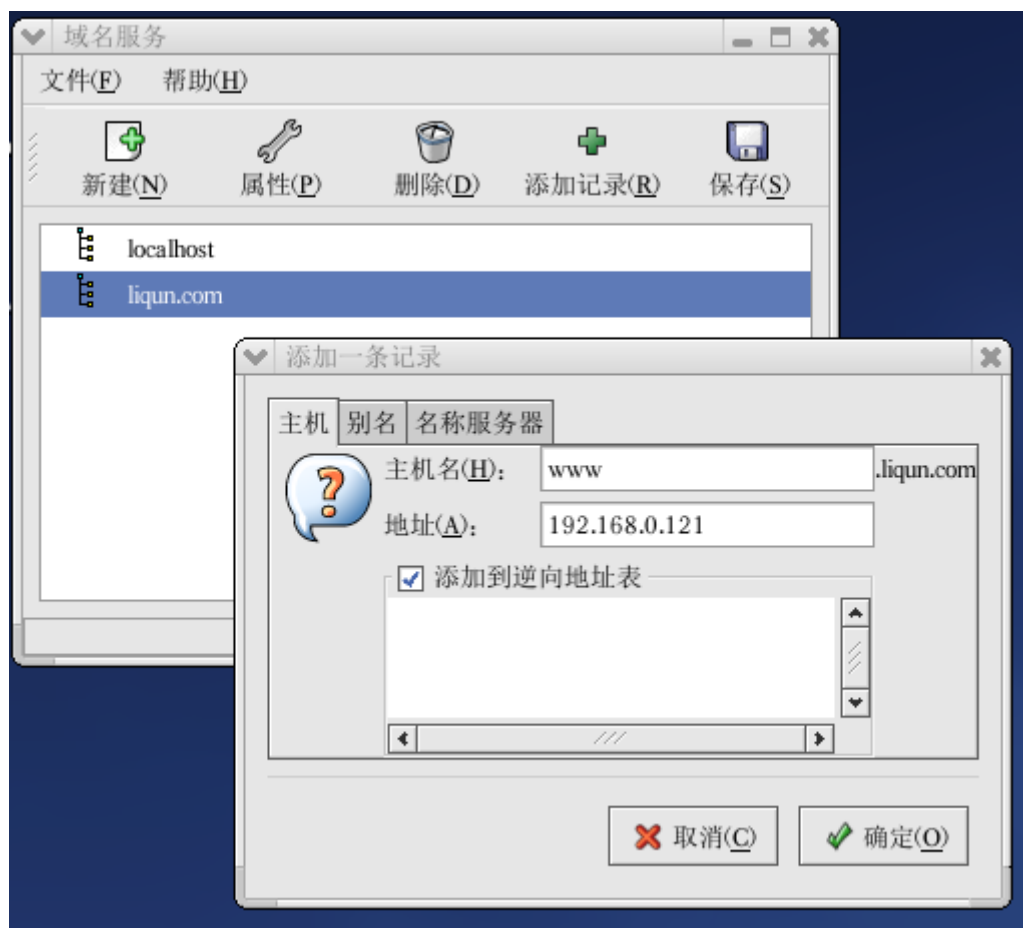 域名服务
文件(F) 帮助(H)
新建(N) 属性(P) 删除(D) 添加记录(R) 保存(S)
localhost
liqun.com
添加一条记录
主机 别名 名称服务器
主机名(H): www .liqun.com
地址(A): 192.168.0.121
添加到逆向地址表
取消(C) 确定(O)